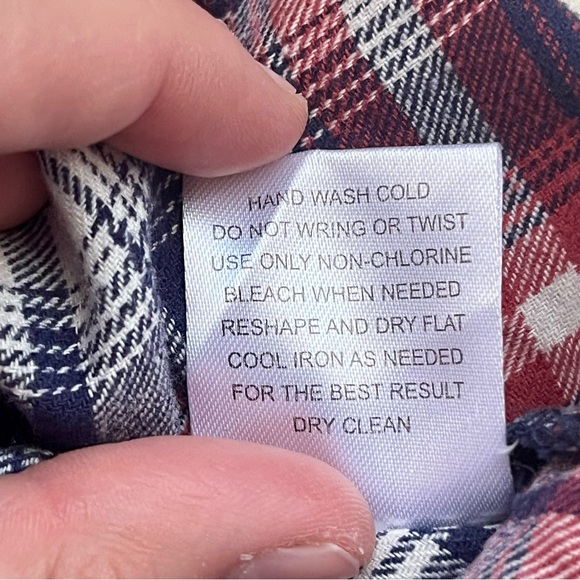 HAND WASH COLD
DO NOT WRING OR TWIST
USE ONLY NON-CHLORINE
BLEACH WHEN NEEDED
RESHAPE AND DRY FLAT
COOL IRON AS NEEDED
FOR THE BEST RESULT
DRY CLEAN